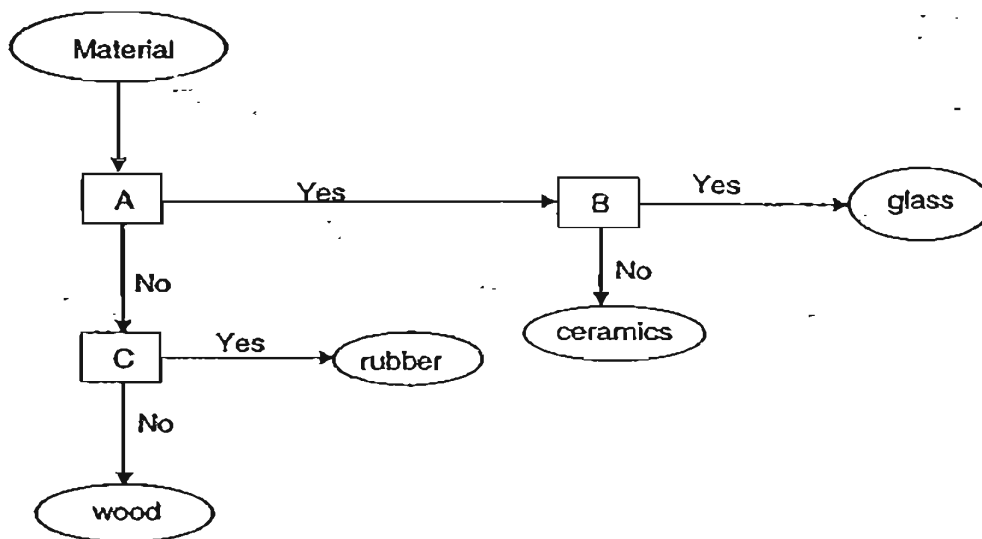 Material
A
Yes
B
Yes
glass
No
No
ceramics
C
Yes
rubber
No
wood